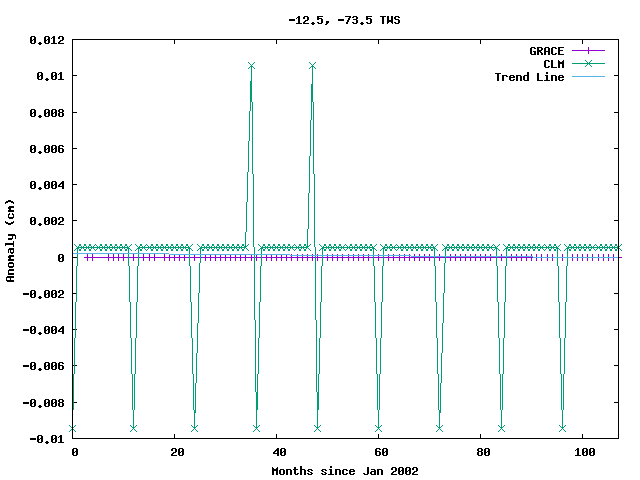 -12.5, -73.5 TWS
GRACE
CLM
Trend Line
0.012
0.01
0.008
0.006
0.004
0.002
0
-0.002
-0.004
-0.006
-0.008
-0.01
Anomaly (cm)
0 20 40 60 80 100
Months since Jan 2002